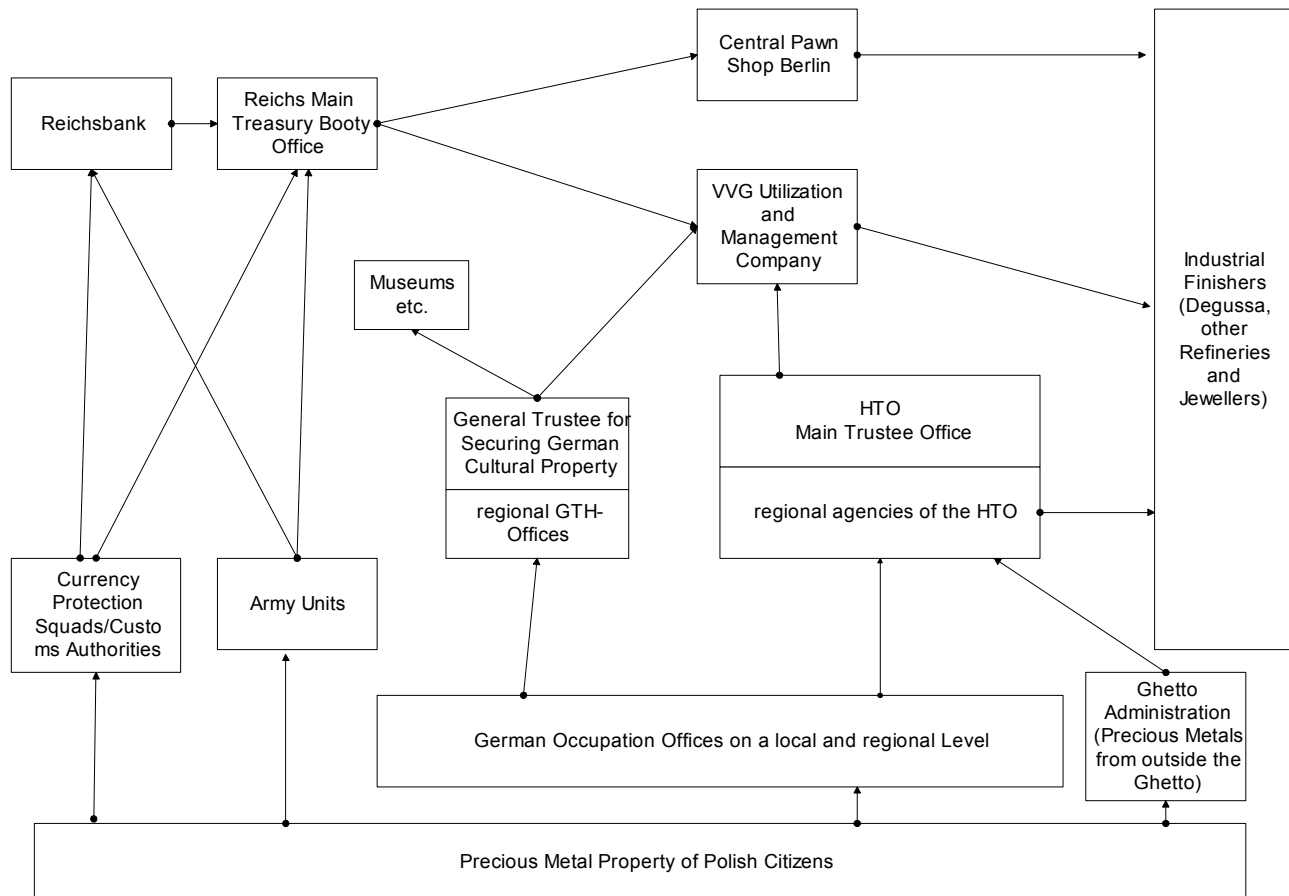 Central Pawn
Shop Berlin
Reichsbank
Reichs Main
Treasury Booty
Office
VVG Utilization
and
Management
Company
Museums
etc.
Industrial
Finishers
(Degussa,
other
Refineries
and
Jewellers)
General Trustee for
Securing German
Cultural Property
regional GTH-
Offices
HTO
Main Trustee Office
regional agencies of the HTO
Currency
Protection
Squads/Custo
ms Authorities
Army Units
German Occupation Offices on a local and regional Level
Ghetto
Administration
(Precious Metals
from outside the
Ghetto)
Precious Metal Property of Polish Citizens